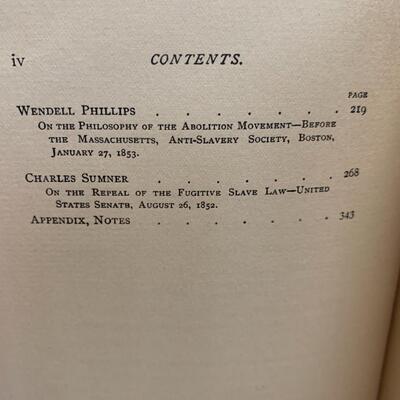 iv CONTENTS.
PAGE
WENDELL PHILLIPS . . . . . . . 219
ON THE PHILOSOPHY OF THE ABOLITION MOVEMENT—BEFORE
THE MASSACHUSETTS, ANTI-SLAVERY SOCIETY, BOSTON,
JANUARY 27, 1853.
CHARLES SUMNER . . . . . . . 268
ON THE REPEAL OF THE FUGITIVE SLAVE LAW—UNITED
STATES SENATE, AUGUST 26, 1852.
APPENDIX, NOTES . . . . . . . 343